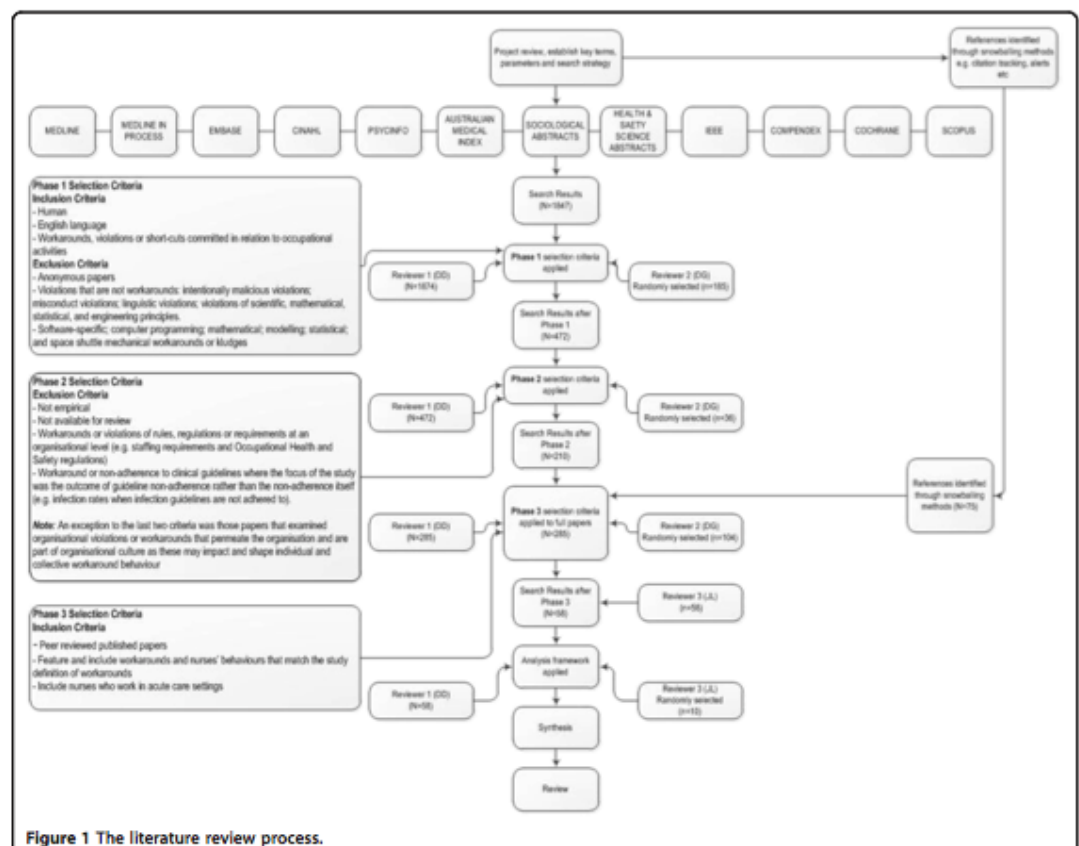 Project review, establish key terms,
parameters and search strategy
References identified
through snowballing methods
e.g. citation tracking, alerts
etc
MEDLINE
MEDLINE IN
PROCESS
EMBASE
CINAHL
PSYCINFO
AUSTRALIAN
MEDICAL
INDEX
SOCIOLOGICAL
ABSTRACTS
HEALTH &
SAETY
SCIENCE
ABSTRACTS
IEEE
COMPENDEX
COCHRANE
SCOPUS
Phase 1 Selection Criteria
Inclusion Criteria
- Human
- English language
- Workarounds, violations or short-cuts committed in relation to occupational
activities
Exclusion Criteria
- Anonymous papers
- Violations that are not workarounds: intentionally malicious violations;
misconduct violations; linguistic violations; violations of scientific, mathematical,
statistical, and engineering principles.
- Software-specific; computer programming; mathematical; modelling; statistical;
and space shuttle mechanical workarounds or kludges
Search Results
(N=1847)
Phase 1 selection criteria
applied
Reviewer 1 (DD)
(N=1874)
Reviewer 2 (DG)
Randomly selected (n=185)
Search Results after
Phase 1
(N=472)
Phase 2 Selection Criteria
Exclusion Criteria
- Not empirical
- Not available for review
- Workarounds or violations of rules, regulations or requirements at an
organisational level (e.g. staffing requirements and Occupational Health and
Safety regulations)
- Workaround or non-adherence to clinical guidelines where the focus of the study
was the outcome of guideline non-adherence rather than the non-adherence itself
(e.g. infection rates when infection guidelines are not adhered to).
Note: An exception to the last two criteria was those papers that examined
organisational violations or workarounds that permeate the organisation and are
part of organisational culture as these may impact and shape individual and
collective workaround behaviour
Phase 2 selection criteria
applied
Reviewer 1 (DD)
(N=472)
Reviewer 2 (DG)
Randomly selected (n=36)
Search Results after
Phase 2
(N=210)
References identified
through snowballing
methods (N=75)
Phase 3 selection criteria
applied to full papers
(N=285)
Reviewer 1 (DD)
(N=285)
Reviewer 2 (DG)
Randomly selected (n=104)
Search Results after
Phase 3
(N=58)
Reviewer 3 (JL)
(n=58)
Phase 3 Selection Criteria
Inclusion Criteria
- Peer reviewed published papers
- Feature and include workarounds and nurses' behaviours that match the study
definition of workarounds
- Include nurses who work in acute care settings
Analysis framework
applied
Reviewer 1 (DD)
(N=58)
Reviewer 3 (JL)
Randomly selected
(n=10)
Synthesis
Review
Figure 1 The literature review process.